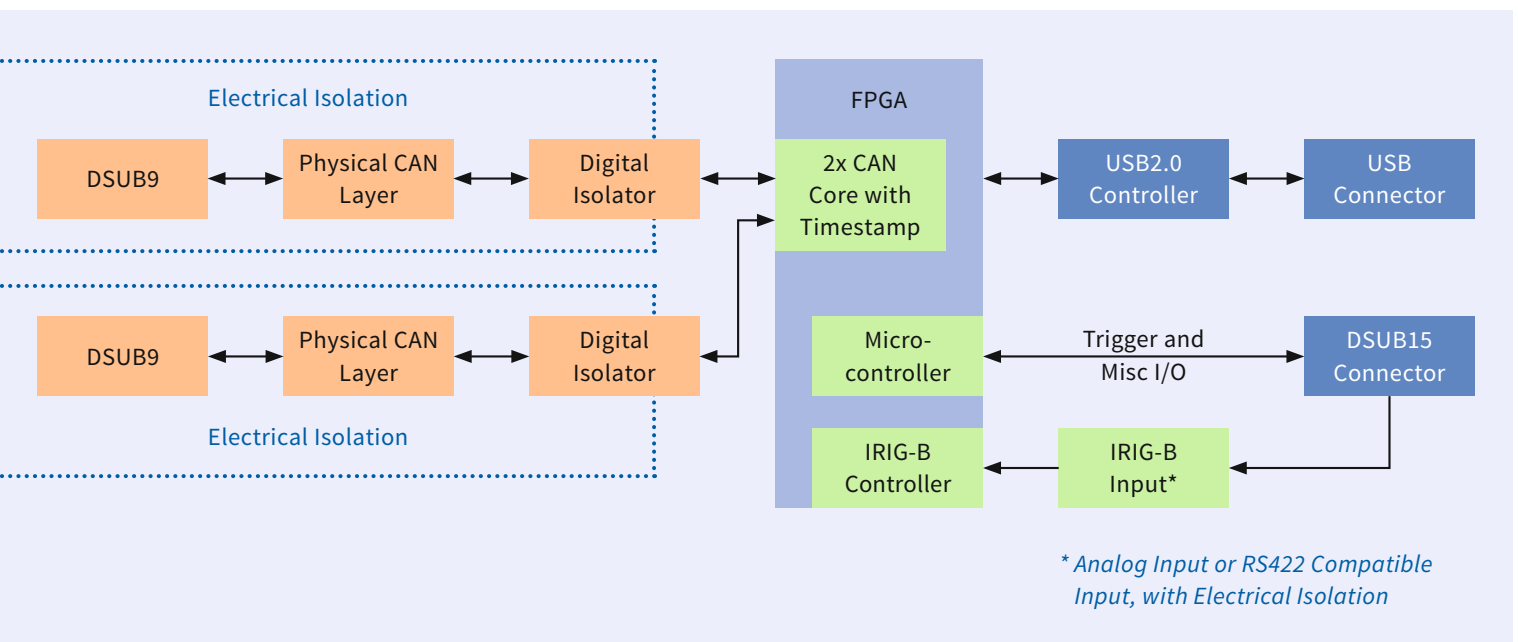 Electrical Isolation
FPGA
DSUB9
Physical CAN
Layer
Digital
Isolator
2x CAN
Core with
Timestamp
USB2.0
Controller
USB
Connector
DSUB9
Physical CAN
Layer
Digital
Isolator
Micro-
controller
Trigger and
Misc I/O
DSUB15
Connector
Electrical Isolation
IRIG-B
Controller
IRIG-B
Input*
* Analog Input or RS422 Compatible
Input, with Electrical Isolation